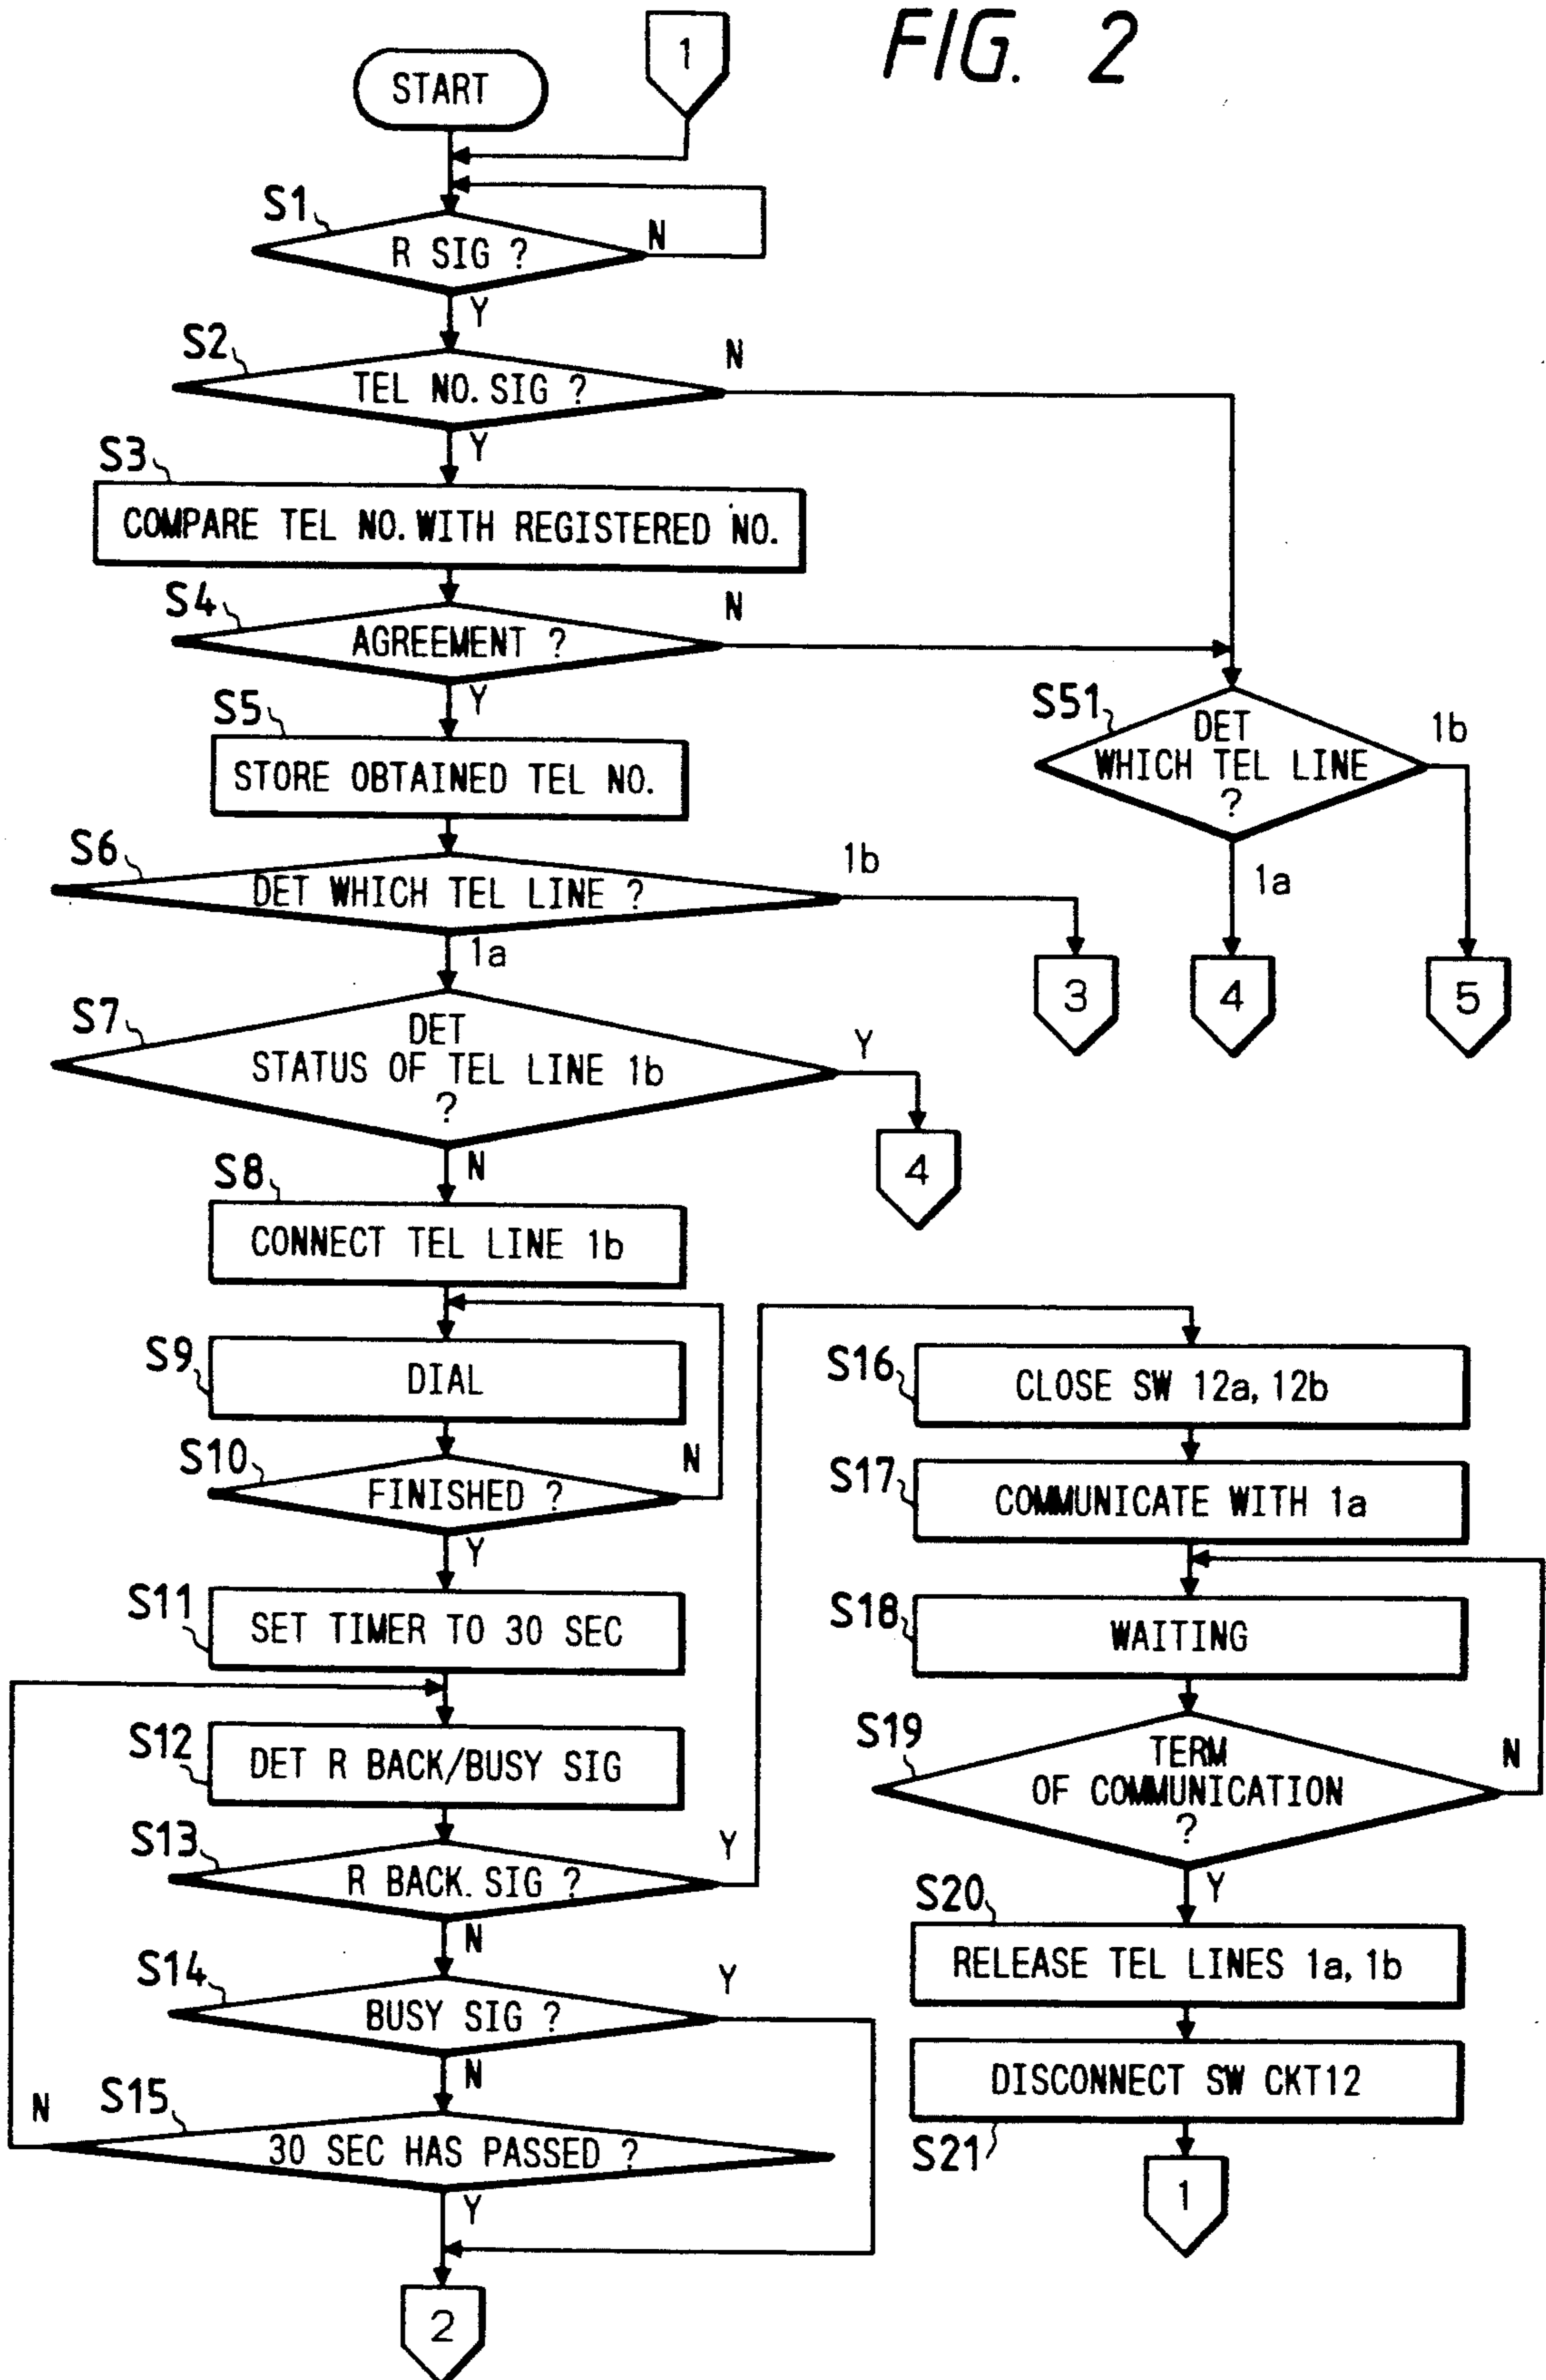 FIG. 2
1
START
S1
R SIG ?
N
Y
S2
TEL NO. SIG ?
N
Y
S3
COMPARE TEL NO. WITH REGISTERED NO.
S4
AGREEMENT ?
N
Y
S5
STORE OBTAINED TEL NO.
S51
DET
WHICH TEL LINE
?
1b
1a
S6
DET WHICH TEL LINE ?
1b
1a
3
4
5
S7
DET
STATUS OF TEL LINE 1b
?
Y
4
N
S8
CONNECT TEL LINE 1b
S9
DIAL
S10
FINISHED ?
N
Y
S11
SET TIMER TO 30 SEC
S12
DET R BACK/BUSY SIG
S13
R BACK. SIG ?
Y
N
S14
BUSY SIG ?
Y
N
S15
30 SEC HAS PASSED ?
N
Y
2
S16
CLOSE SW 12a, 12b
S17
COMMUNICATE WITH 1a
S18
WAITING
S19
TERM
OF COMMUNICATION
?
N
Y
S20
RELEASE TEL LINES 1a, 1b
DISCONNECT SW CKT12
S21
1